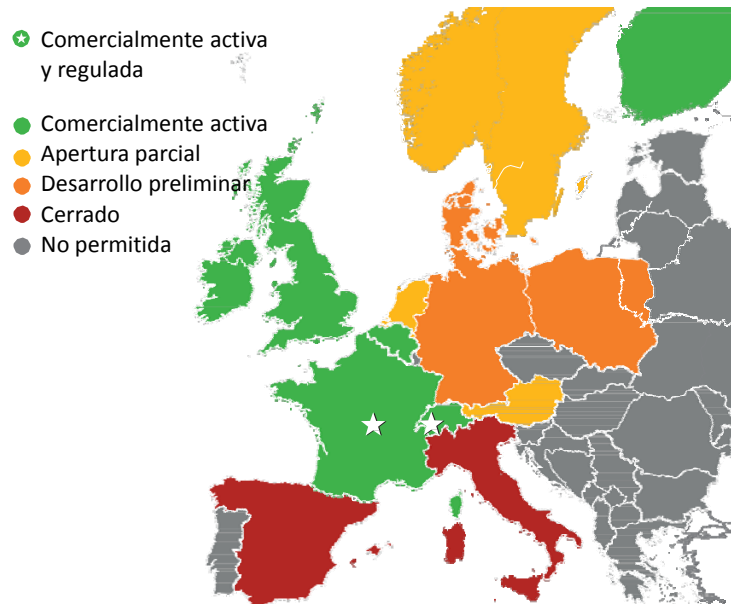 Comercialmente activa
y regulada
Comercialmente activa
Apertura parcial
Desarrollo preliminar
Cerrado
No permitida